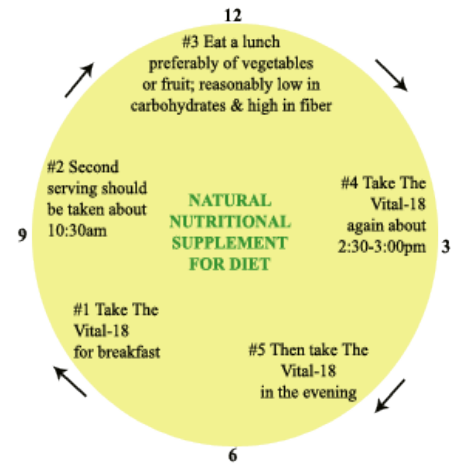 12
#3 Eat a lunch
preferably of vegetables
or fruit; reasonably low in
carbohydrates & high in fiber
#2 Second
serving should
be taken about
10:30am
9
NATURAL
NUTRITIONAL
SUPPLEMENT
FOR DIET
#4 Take The
Vital-18
again about
2:30-3:00pm
3
#1 Take The
Vital-18
for breakfast
#5 Then take The
Vital-18
in the evening
6